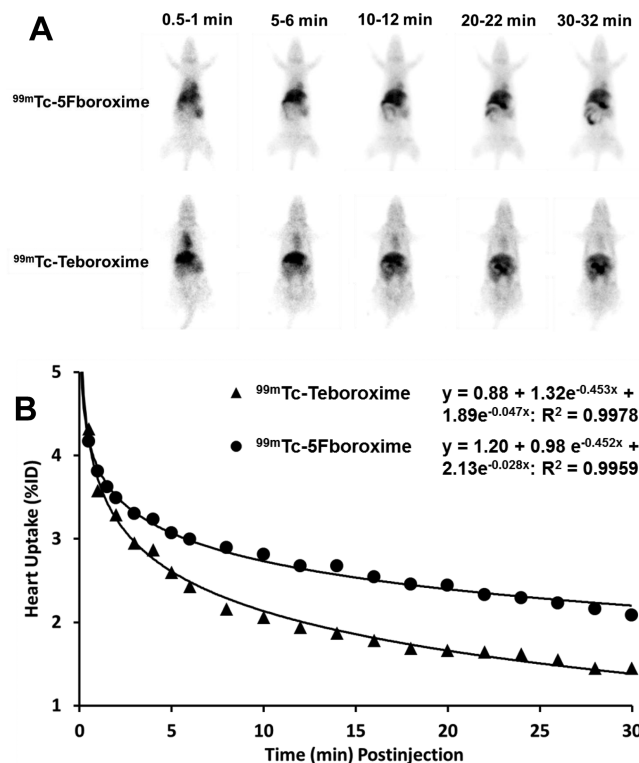 A
0.5-1 min 5-6 min 10-12 min 20-22 min 30-32 min
⁹⁹ᵐTc-5Fboroxime
⁹⁹ᵐTc-Teboroxime
B
⁹⁹ᵐTc-Teboroxime y = 0.88 + 1.32e⁻⁰·⁴⁵³ˣ +
1.89e⁻⁰·⁰⁴⁷ˣ: R² = 0.9978
⁹⁹ᵐTc-5Fboroxime y = 1.20 + 0.98 e⁻⁰·⁴⁵²ˣ +
2.13e⁻⁰·⁰²⁸ˣ: R² = 0.9959
Heart Uptake (%ID)
5
4
3
2
1
0 5 10 15 20 25 30
Time (min) Postinjection